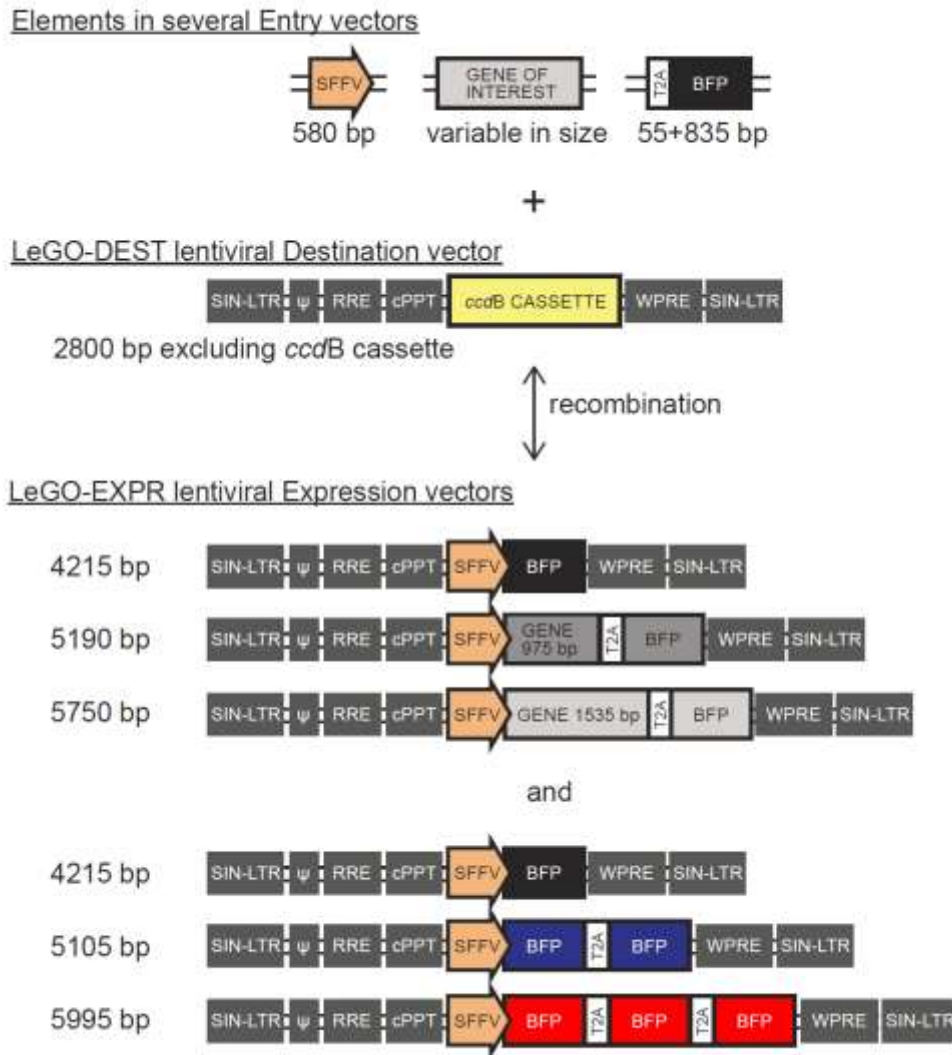 Elements in several Entry vectors
SFFV GENE OF INTEREST T2A BFP
580 bp variable in size 55+835 bp
+
LeGO-DEST lentiviral Destination vector
SIN-LTR ψ RRE cPPT ccdB CASSETTE WPRE SIN-LTR
2800 bp excluding ccdB cassette
recombination
LeGO-EXPR lentiviral Expression vectors
4215 bp SIN-LTR ψ RRE cPPT SFFV BFP WPRE SIN-LTR
5190 bp SIN-LTR ψ RRE cPPT SFFV GENE 975 bp T2A BFP WPRE SIN-LTR
5750 bp SIN-LTR ψ RRE cPPT SFFV GENE 1535 bp T2A BFP WPRE SIN-LTR
and
4215 bp SIN-LTR ψ RRE cPPT SFFV BFP WPRE SIN-LTR
5105 bp SIN-LTR ψ RRE cPPT SFFV BFP T2A BFP WPRE SIN-LTR
5995 bp SIN-LTR ψ RRE cPPT SFFV BFP T2A BFP T2A BFP WPRE SIN-LTR